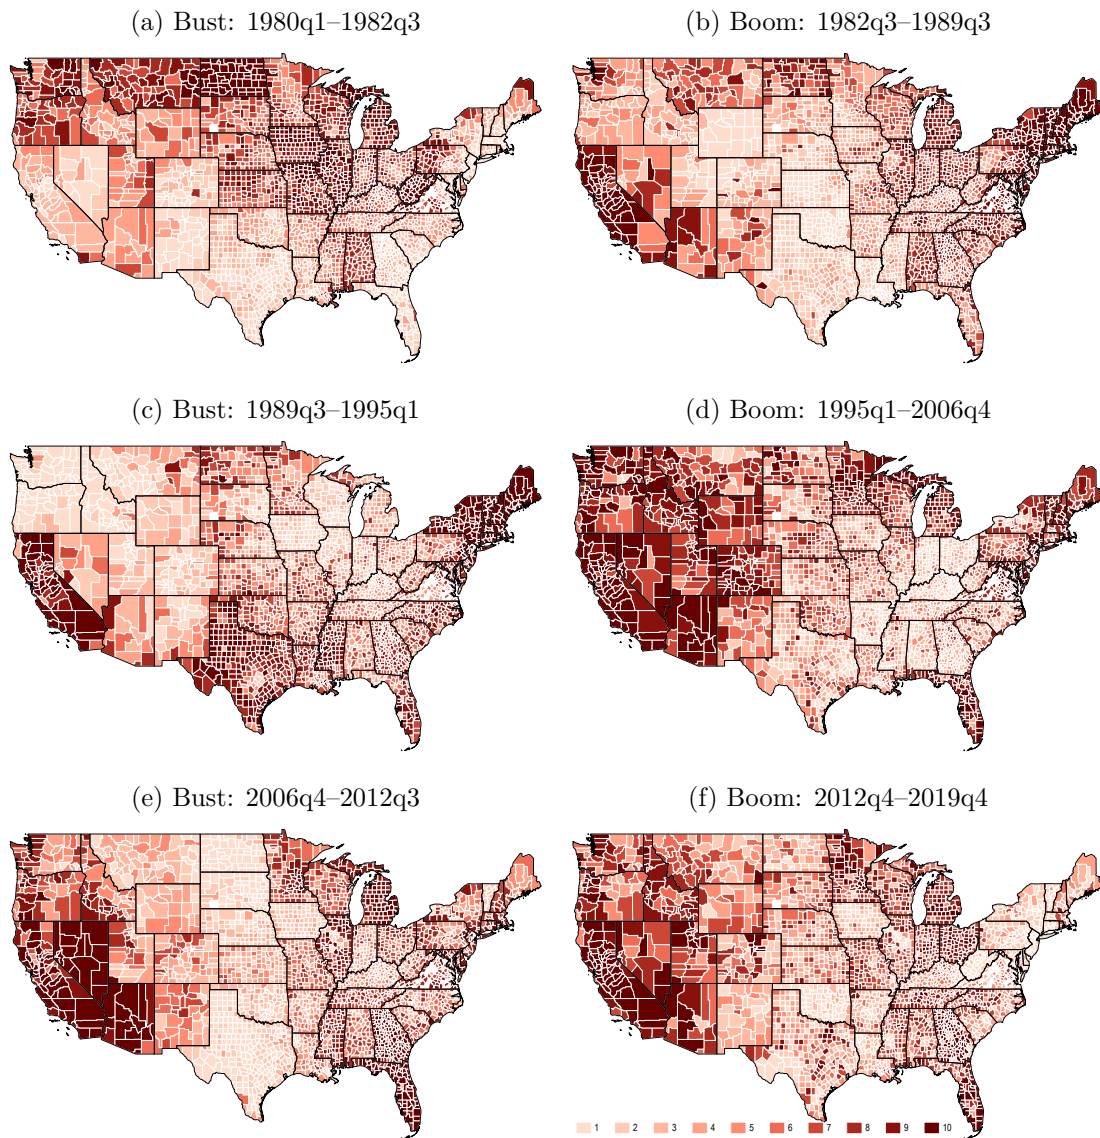 (a) Bust: 1980q1–1982q3
(b) Boom: 1982q3–1989q3
(c) Bust: 1989q3–1995q1
(d) Boom: 1995q1–2006q4
(e) Bust: 2006q4–2012q3
(f) Boom: 2012q4–2019q4
1 2 3 4 5 6 7 8 9 10